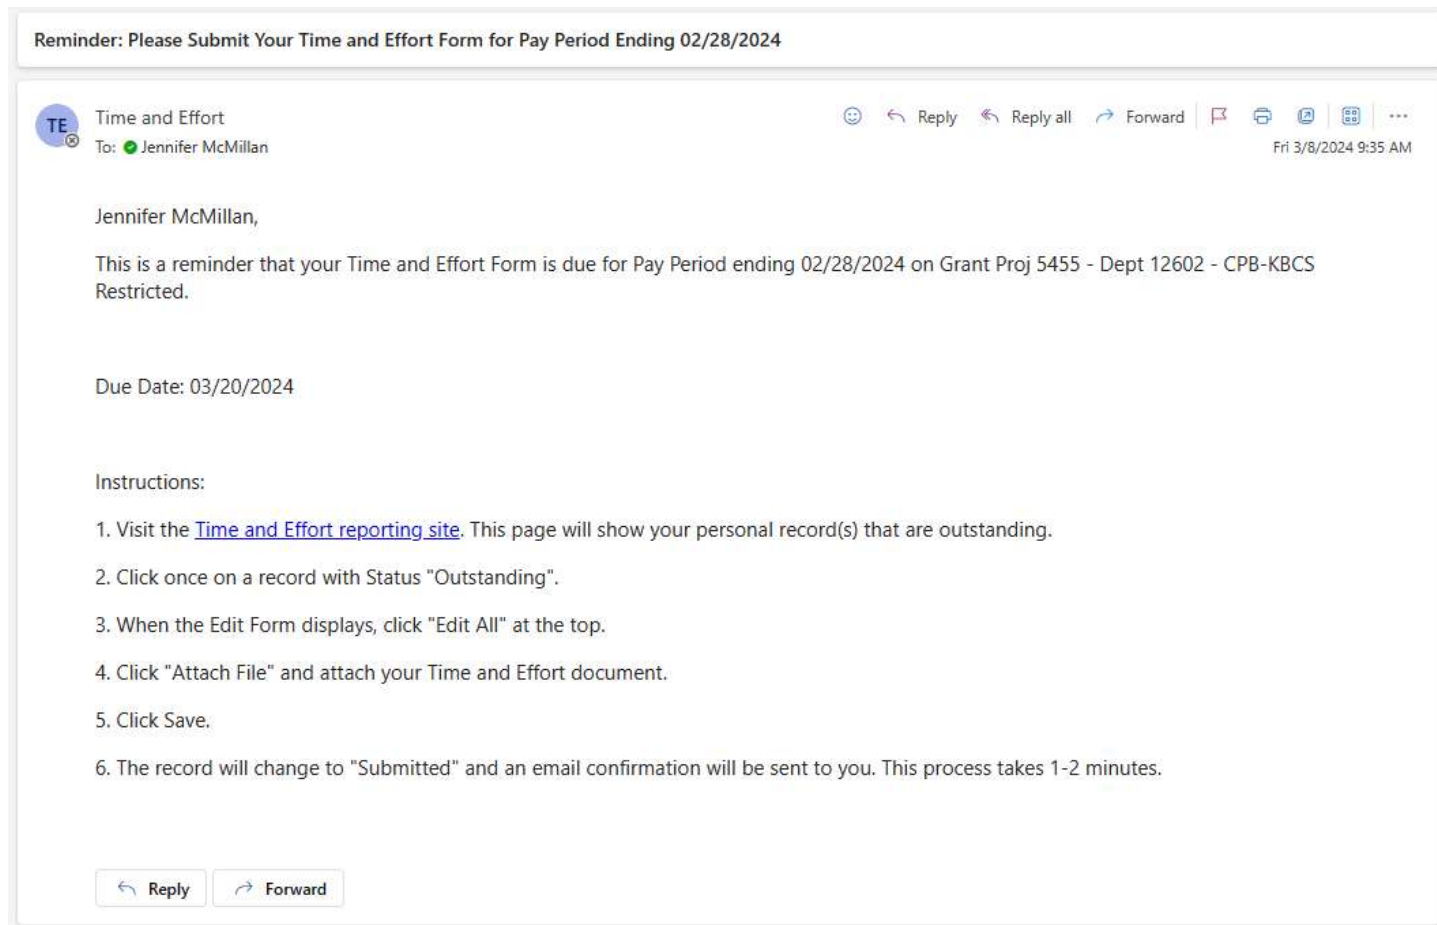 Reminder: Please Submit Your Time and Effort Form for Pay Period Ending 02/28/2024
TE
Time and Effort
Reply
Reply all
Forward
To: Jennifer McMillan
Fri 3/8/2024 9:35 AM
Jennifer McMillan,
This is a reminder that your Time and Effort Form is due for Pay Period ending 02/28/2024 on Grant Proj 5455 - Dept 12602 - CPB-KBCS
Restricted.
Due Date: 03/20/2024
Instructions:
1. Visit the Time and Effort reporting site. This page will show your personal record(s) that are outstanding.
2. Click once on a record with Status "Outstanding".
3. When the Edit Form displays, click "Edit All" at the top.
4. Click "Attach File" and attach your Time and Effort document.
5. Click Save.
6. The record will change to "Submitted" and an email confirmation will be sent to you. This process takes 1-2 minutes.
Reply
Forward